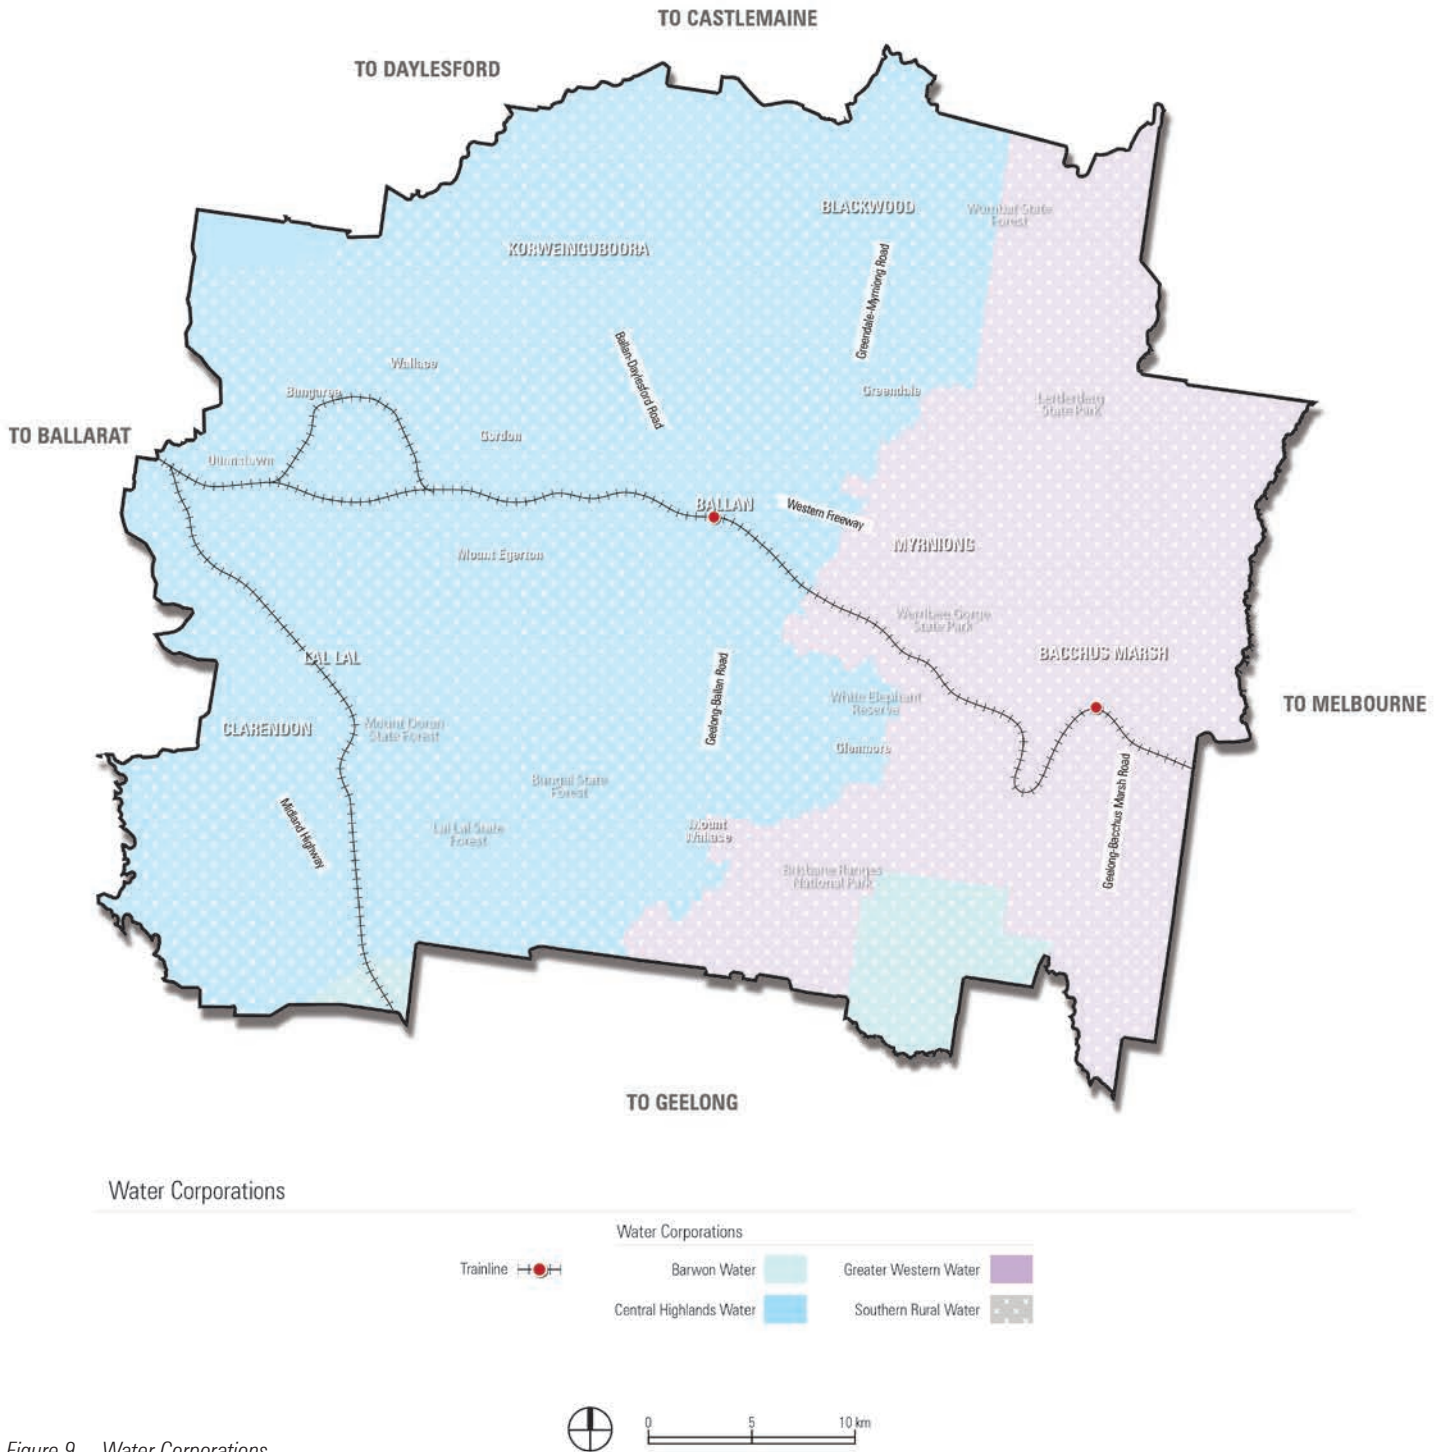 TO CASTLEMAINE
TO DAYLESFORD
BLACKWOOD
Wombat State
Forest
KORWEINGUBOORA
Greendale-Myrniong Road
Ballan-Daylesford Road
Wallace
Bungaree
Greendale
Lerderderg
State Park
TO BALLARAT
Gordon
Dunnstown
BALLAN
Western Freeway
MYRNIONG
Mount Egerton
Werribee Gorge
State Park
LAL LAL
BACCHUS MARSH
Geelong-Ballan Road
White Elephant
Reserve
TO MELBOURNE
CLARENDON
Mount Doran
State Forest
Glenmore
Bungal State
Forest
Geelong-Bacchus Marsh Road
Midland Highway
Lal Lal State
Forest
Mount
Wallace
Brisbane Ranges
National Park
TO GEELONG
Water Corporations
Water Corporations
Trainline
Barwon Water
Greater Western Water
Central Highlands Water
Southern Rural Water
0 5 10 km
Figure 9 Water Corporations